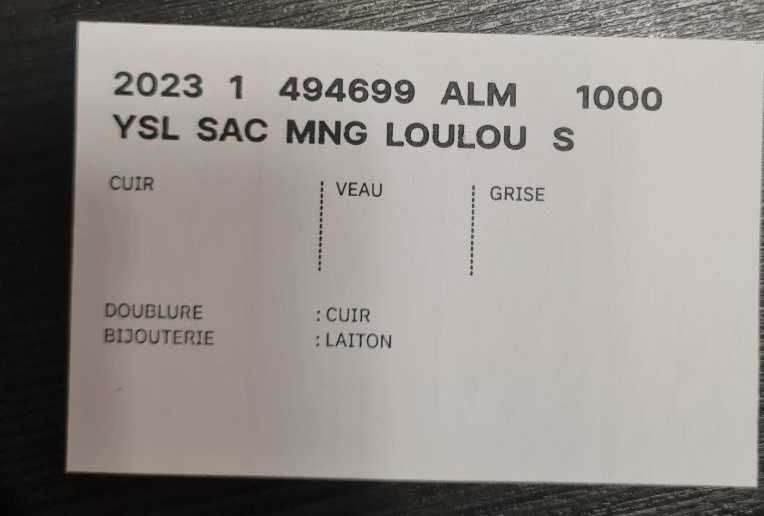 2023 1 494699 ALM 1000
YSL SAC MNG LOULOU S
CUIR VEAU GRISE
DOUBLURE : CUIR
BIJOUTERIE : LAITON